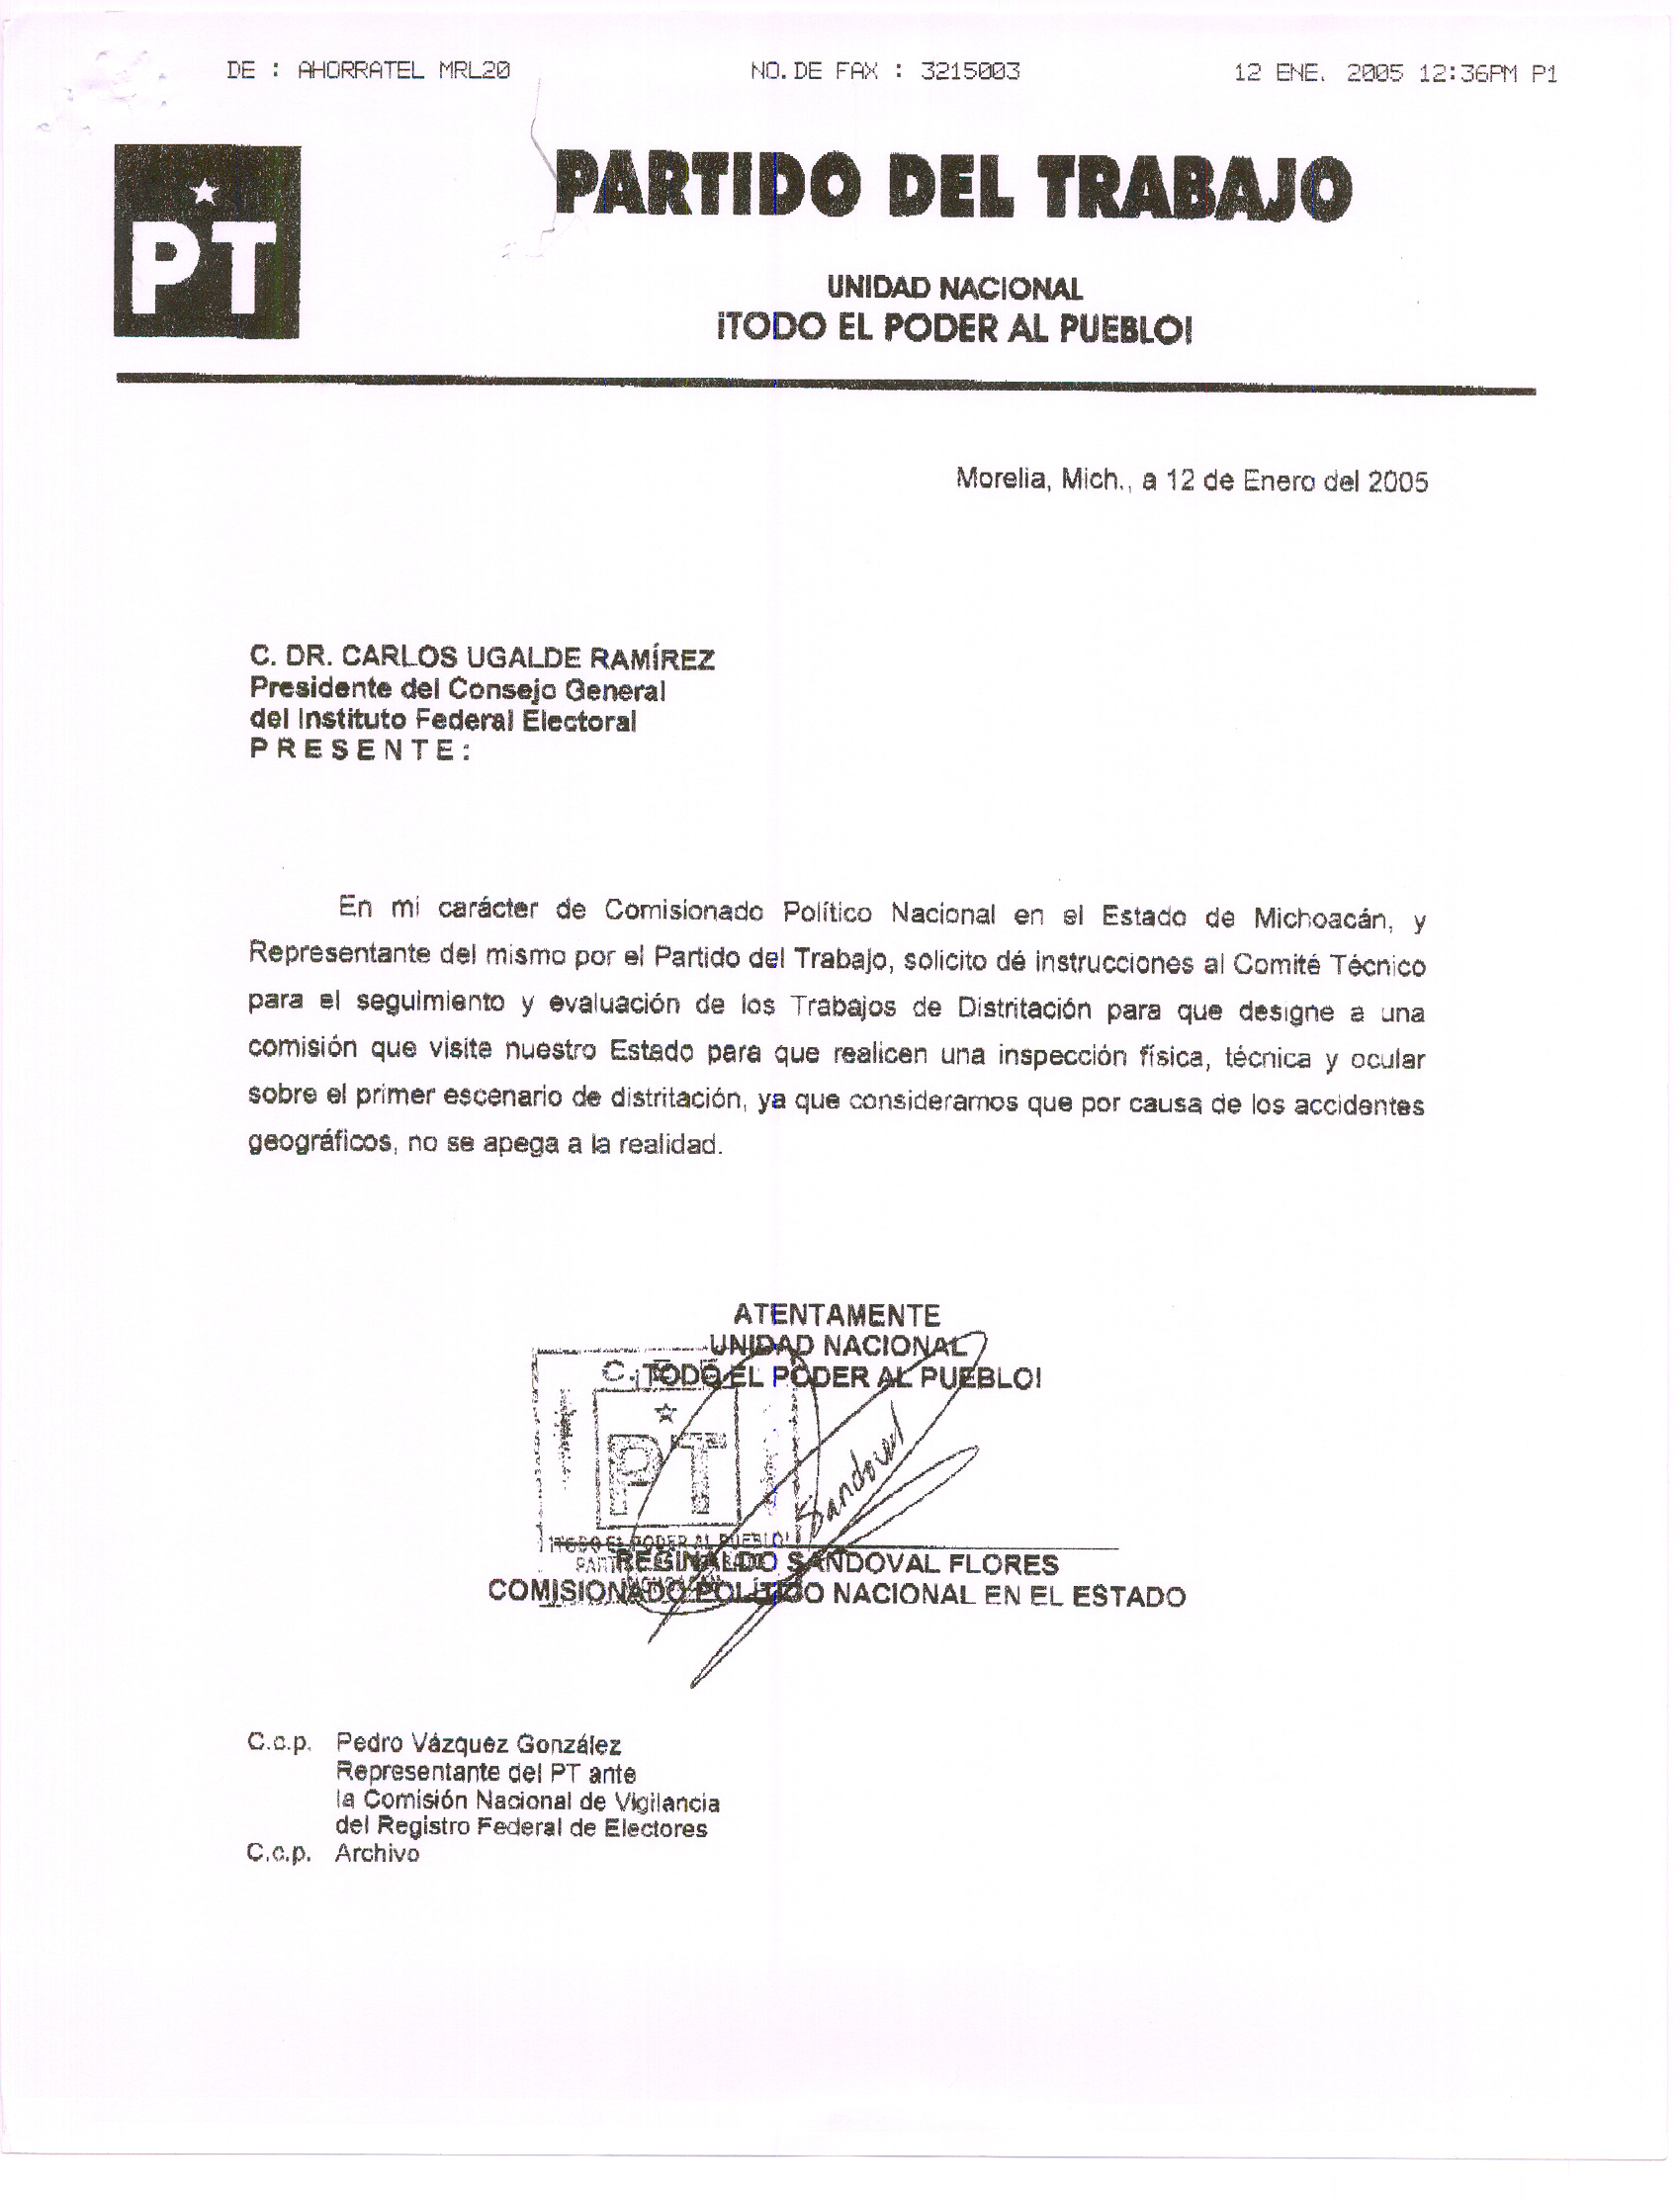 DE : AHORRATEL MRL20 NO. DE FAX : 3215003 12 ENE. 2005 12:36PM P1
PT
PARTIDO DEL TRABAJO
UNIDAD NACIONAL
¡TODO EL PODER AL PUEBLO!
Morelia, Mich., a 12 de Enero del 2005
C. DR. CARLOS UGALDE RAMÍREZ
Presidente del Consejo General
del Instituto Federal Electoral
P R E S E N T E :
En mi carácter de Comisionado Político Nacional en el Estado de Michoacán, y
Representante del mismo por el Partido del Trabajo, solicito dé instrucciones al Comité Técnico
para el seguimiento y evaluación de los Trabajos de Distritación para que designe a una
comisión que visite nuestro Estado para que realicen una inspección física, técnica y ocular
sobre el primer escenario de distritación, ya que consideramos que por causa de los accidentes
geográficos, no se apega a la realidad.
ATENTAMENTE
UNIDAD NACIONAL
¡TODO EL PODER AL PUEBLO!
PT
Sandoval
¡TODO EL PODER AL PUEBLO!
REGINALDO SANDOVAL FLORES
COMISIONADO POLÍTICO NACIONAL EN EL ESTADO
C.c.p. Pedro Vázquez González
Representante del PT ante
la Comisión Nacional de Vigilancia
del Registro Federal de Electores
C.c.p. Archivo